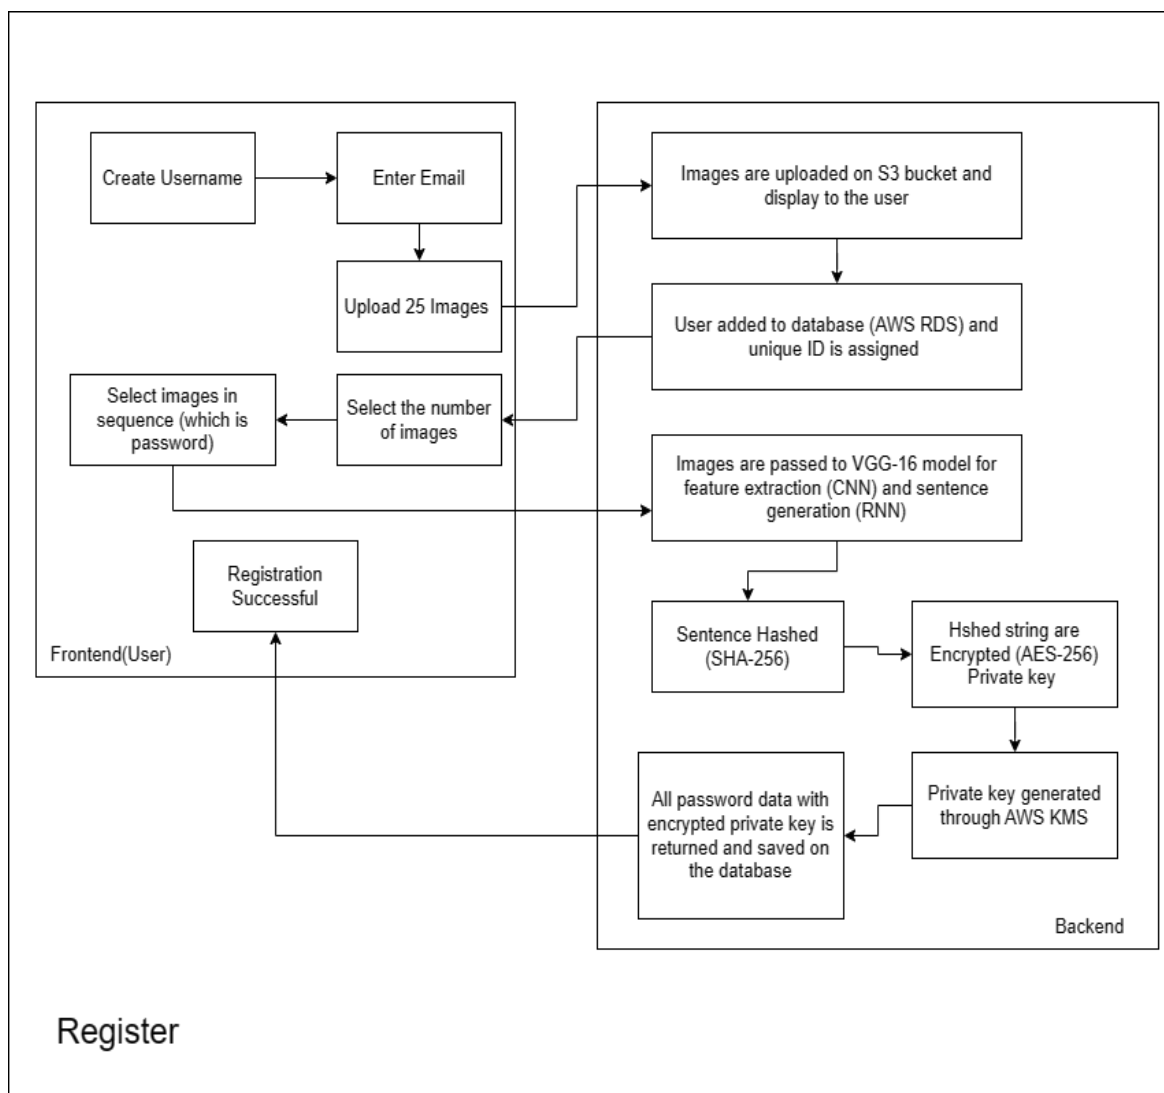 Create Username
Enter Email
Upload 25 Images
Images are uploaded on S3 bucket and
display to the user
User added to database (AWS RDS) and
unique ID is assigned
Select the number
of images
Select images in
sequence (which is
password)
Images are passed to VGG-16 model for
feature extraction (CNN) and sentence
generation (RNN)
Sentence Hashed
(SHA-256)
Hshed string are
Encrypted (AES-256)
Private key
Private key generated
through AWS KMS
All password data with
encrypted private key is
returned and saved on
the database
Registration
Successful
Frontend(User)
Backend
Register